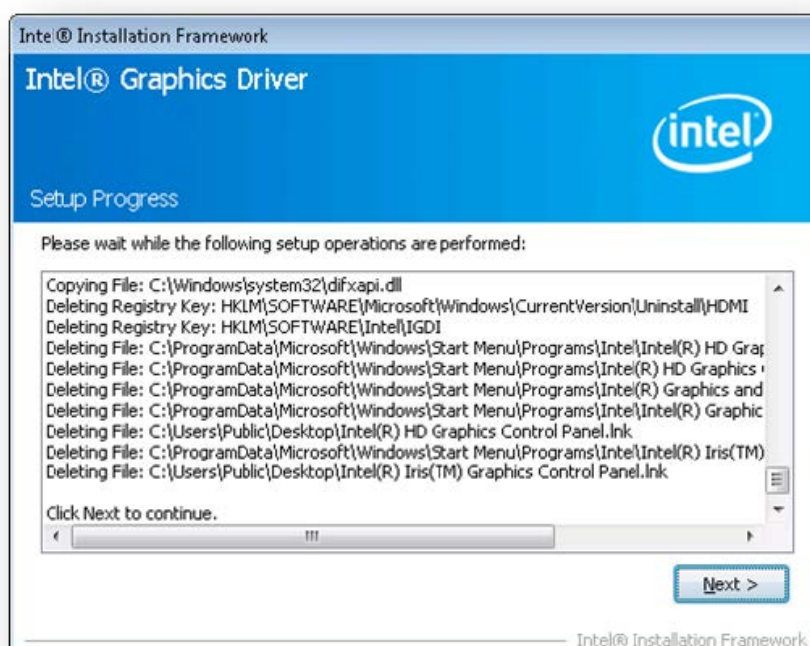 Intel® Installation Framework
Intel® Graphics Driver
intel
Setup Progress
Please wait while the following setup operations are performed:
Copying File: C:\Windows\system32\difxapi.dll
Deleting Registry Key: HKLM\SOFTWARE\Microsoft\Windows\CurrentVersion\Uninstall\HDMI
Deleting Registry Key: HKLM\SOFTWARE\Intel\IGDI
Deleting File: C:\ProgramData\Microsoft\Windows\Start Menu\Programs\Intel\Intel(R) HD Grap
Deleting File: C:\ProgramData\Microsoft\Windows\Start Menu\Programs\Intel(R) HD Graphics
Deleting File: C:\ProgramData\Microsoft\Windows\Start Menu\Programs\Intel(R) Graphics and
Deleting File: C:\ProgramData\Microsoft\Windows\Start Menu\Programs\Intel\Intel(R) Graphic
Deleting File: C:\Users\Public\Desktop\Intel(R) HD Graphics Control Panel.lnk
Deleting File: C:\ProgramData\Microsoft\Windows\Start Menu\Programs\Intel\Intel(R) Iris(TM)
Deleting File: C:\Users\Public\Desktop\Intel(R) Iris(TM) Graphics Control Panel.lnk
Click Next to continue.
Next >
Intel® Installation Framework